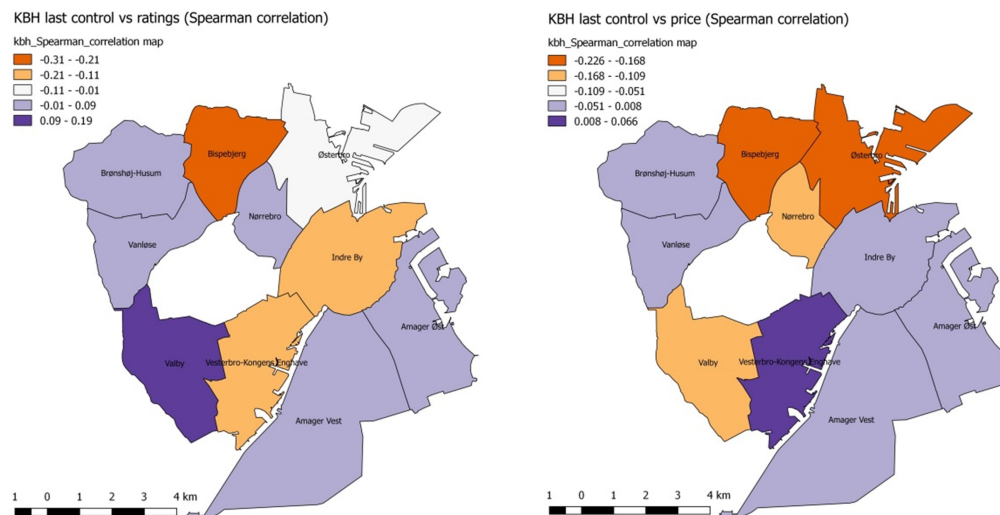 KBH last control vs ratings (Spearman correlation)
kbh_Spearman_correlation map
-0.31 - -0.21
-0.21 - -0.11
-0.11 - -0.01
-0.01 - 0.09
0.09 - 0.19
Bispebjerg
Østerbro
Brønshøj-Husum
Nørrebro
Vanløse
Indre By
Amager Øst
Valby
Vesterbro-Kongens Enghave
Amager Vest
1 0 1 2 3 4 km
KBH last control vs price (Spearman correlation)
kbh_Spearman_correlation map
-0.226 - -0.168
-0.168 - -0.109
-0.109 - -0.051
-0.051 - 0.008
0.008 - 0.066
Bispebjerg
Østerbro
Brønshøj-Husum
Nørrebro
Vanløse
Indre By
Amager Øst
Valby
Vesterbro-Kongens Enghave
Amager Vest
1 0 1 2 3 4 km